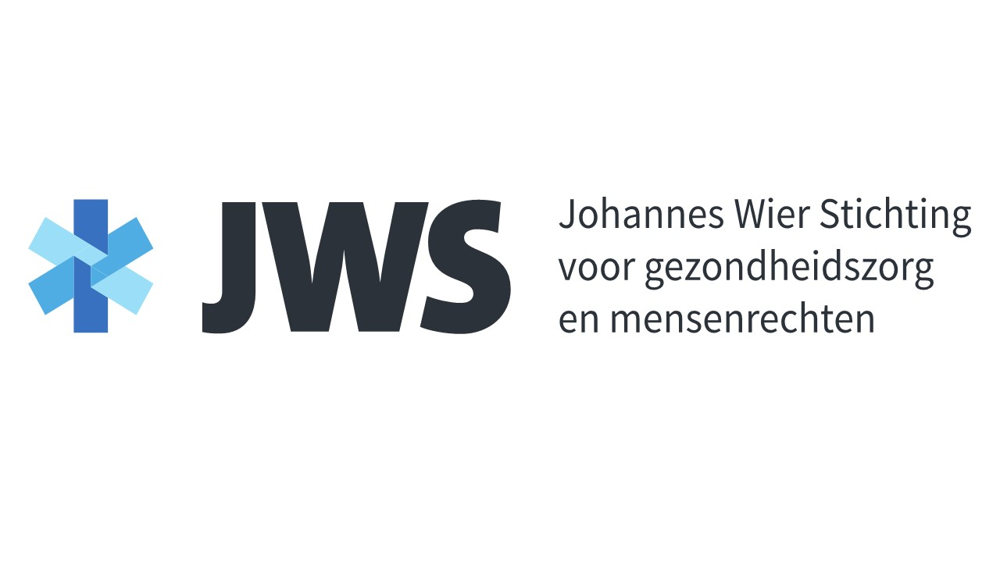 JWS
Johannes Wier Stichting
voor gezondheidszorg
en mensenrechten